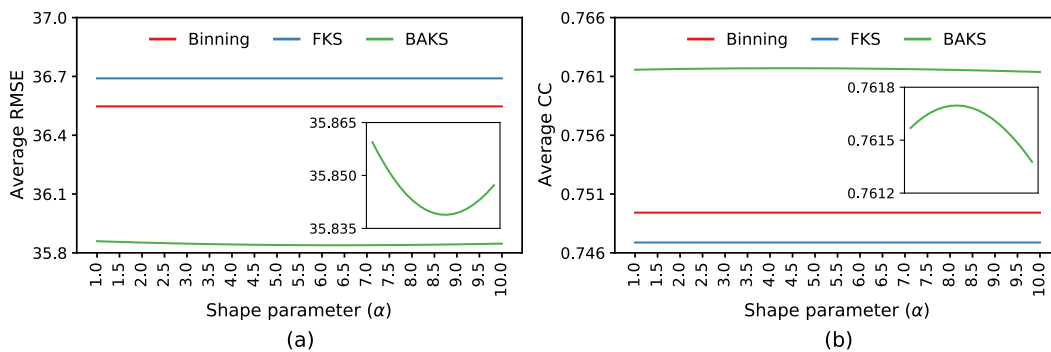 37.0
36.7
36.4
36.1
35.8
Average RMSE
Binning FKS BAKS
35.865
35.850
35.835
1.0 1.5 2.0 2.5 3.0 3.5 4.0 4.5 5.0 5.5 6.0 6.5 7.0 7.5 8.0 8.5 9.0 9.5 10.0
Shape parameter (α)
(a)
0.766
0.761
0.756
0.751
0.746
Average CC
Binning FKS BAKS
0.7618
0.7615
0.7612
1.0 1.5 2.0 2.5 3.0 3.5 4.0 4.5 5.0 5.5 6.0 6.5 7.0 7.5 8.0 8.5 9.0 9.5 10.0
Shape parameter (α)
(b)